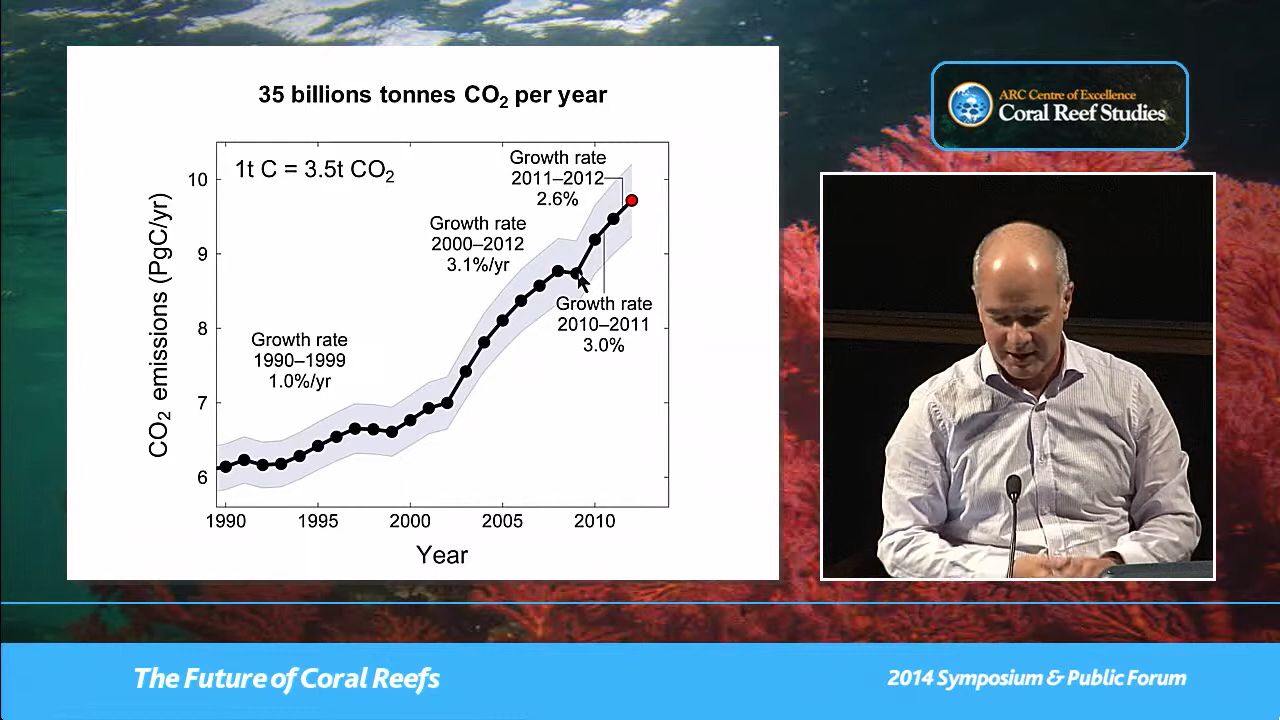 35 billions tonnes CO₂ per year
1t C = 3.5t CO₂
Growth rate
2011–2012
2.6%
Growth rate
2000–2012
3.1%/yr
Growth rate
2010–2011
3.0%
Growth rate
1990–1999
1.0%/yr
CO₂ emissions (PgC/yr)
10
9
8
7
6
1990
1995
2000
2005
2010
Year
ARC Centre of Excellence
Coral Reef Studies
The Future of Coral Reefs
2014 Symposium & Public Forum